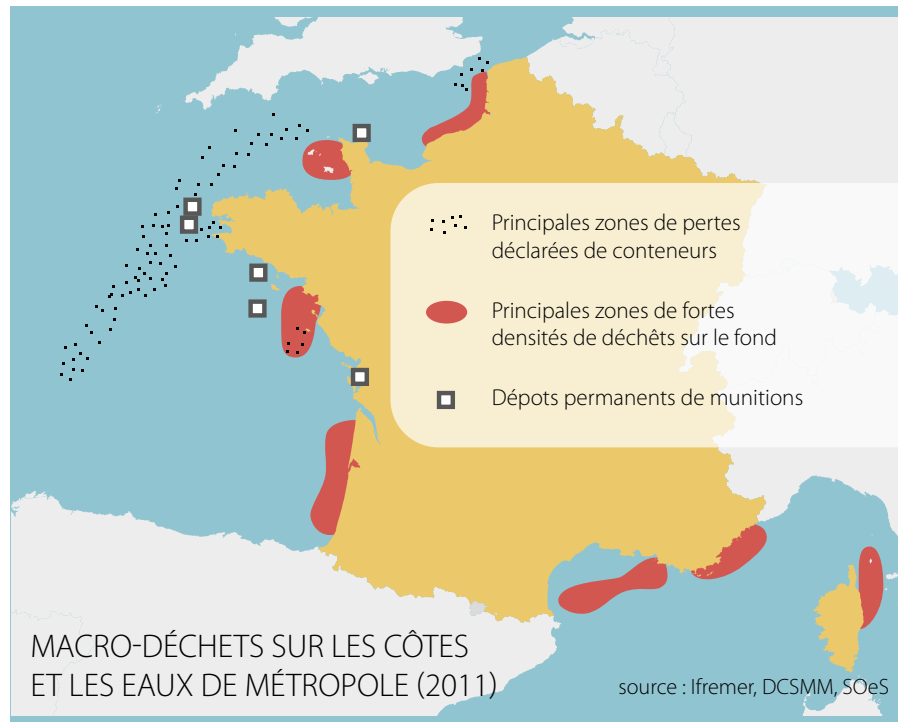 Principales zones de pertes
déclarées de conteneurs
Principales zones de fortes
densités de déchêts sur le fond
Dépots permanents de munitions
MACRO-DÉCHETS SUR LES CÔTES
ET LES EAUX DE MÉTROPOLE (2011)
source : Ifremer, DCSMM, SOeS